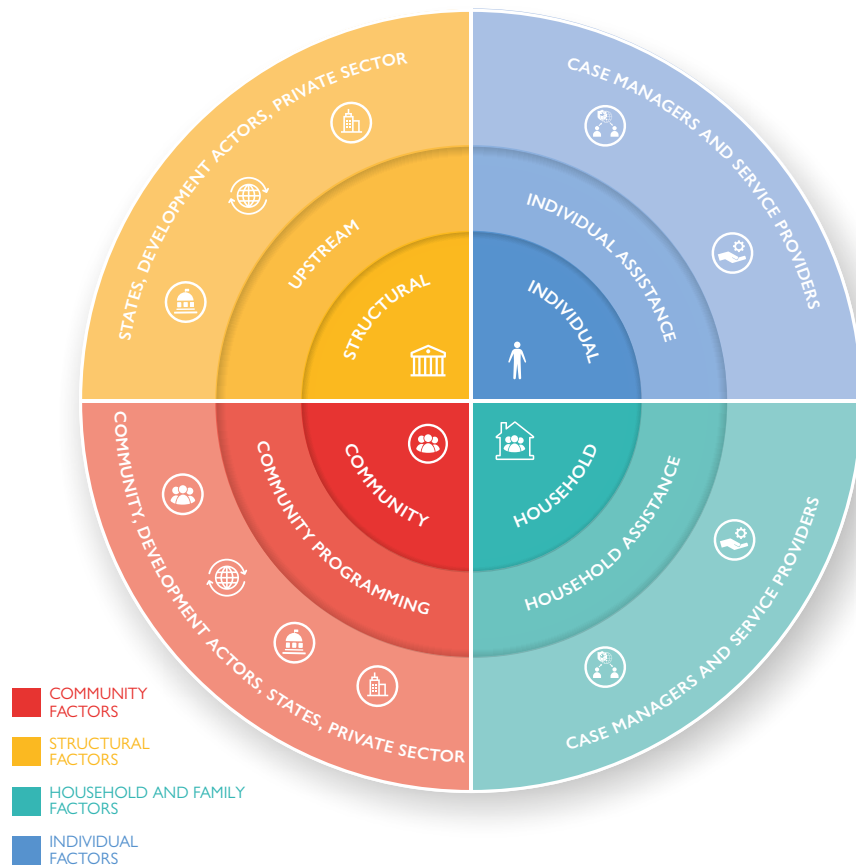 STATES, DEVELOPMENT ACTORS, PRIVATE SECTOR
UPSTREAM
STRUCTURAL
CASE MANAGERS AND SERVICE PROVIDERS
INDIVIDUAL ASSISTANCE
INDIVIDUAL
COMMUNITY
COMMUNITY PROGRAMMING
COMMUNITY, DEVELOPMENT ACTORS, STATES, PRIVATE SECTOR
HOUSEHOLD
HOUSEHOLD ASSISTANCE
CASE MANAGERS AND SERVICE PROVIDERS
COMMUNITY
FACTORS
STRUCTURAL
FACTORS
HOUSEHOLD AND FAMILY
FACTORS
INDIVIDUAL
FACTORS